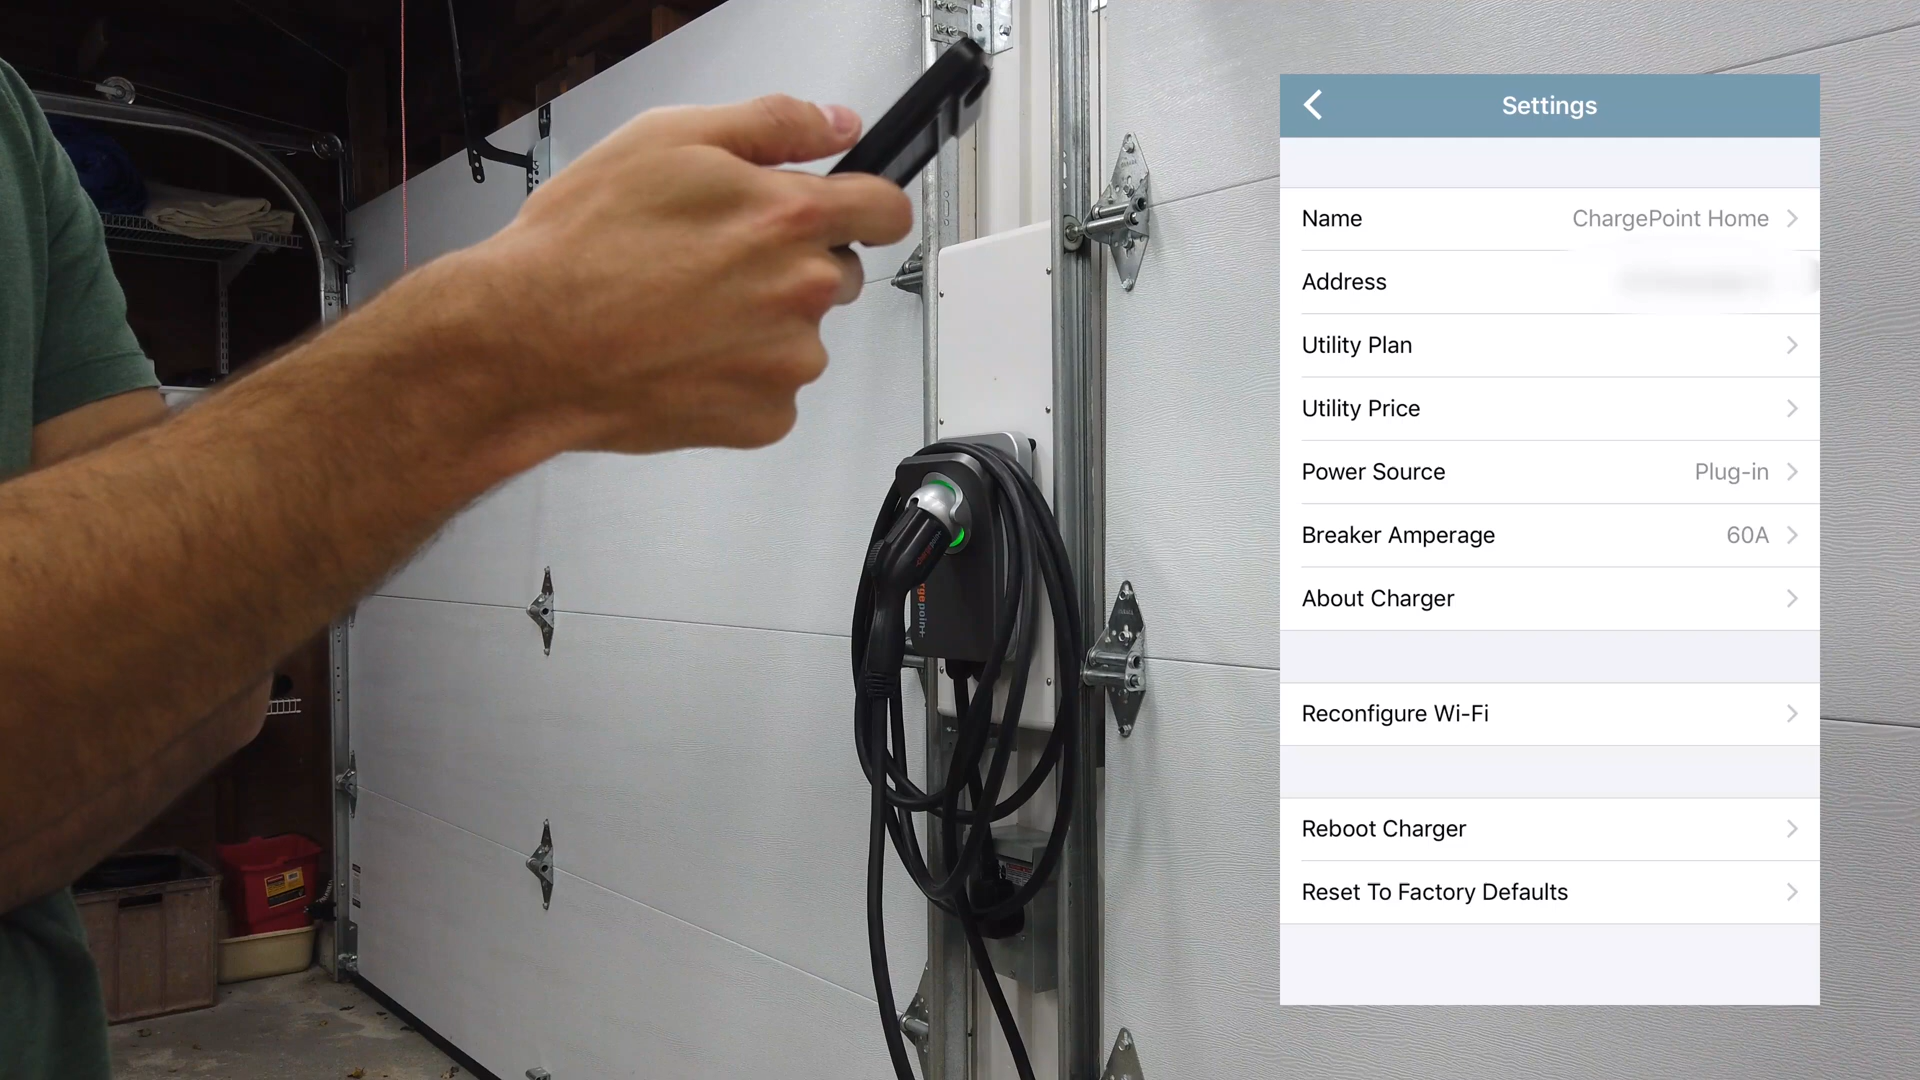 Settings
Name ChargePoint Home
Address
Utility Plan
Utility Price
Power Source Plug-in
Breaker Amperage 60A
About Charger
Reconfigure Wi-Fi
Reboot Charger
Reset To Factory Defaults